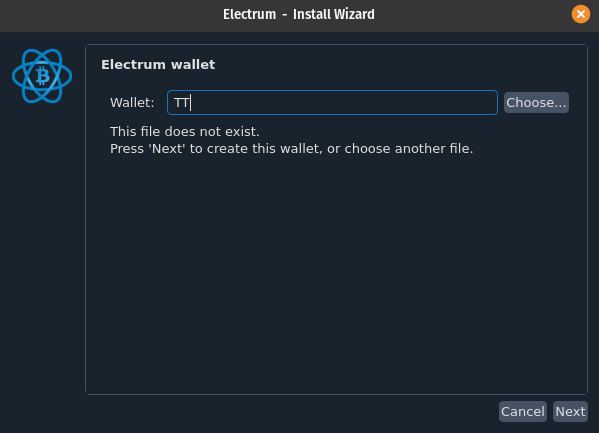 Electrum - Install Wizard
Electrum wallet
Wallet: TT Choose...
This file does not exist.
Press 'Next' to create this wallet, or choose another file.
Cancel Next